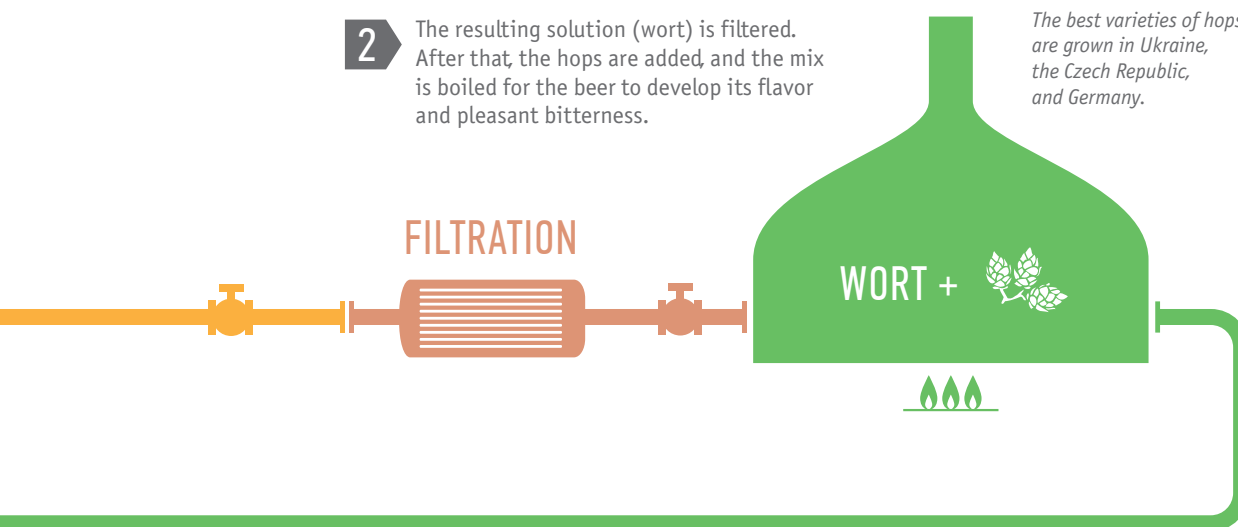 2
The resulting solution (wort) is filtered.
After that, the hops are added, and the mix
is boiled for the beer to develop its flavor
and pleasant bitterness.
The best varieties of hops
are grown in Ukraine,
the Czech Republic,
and Germany.
FILTRATION
WORT +